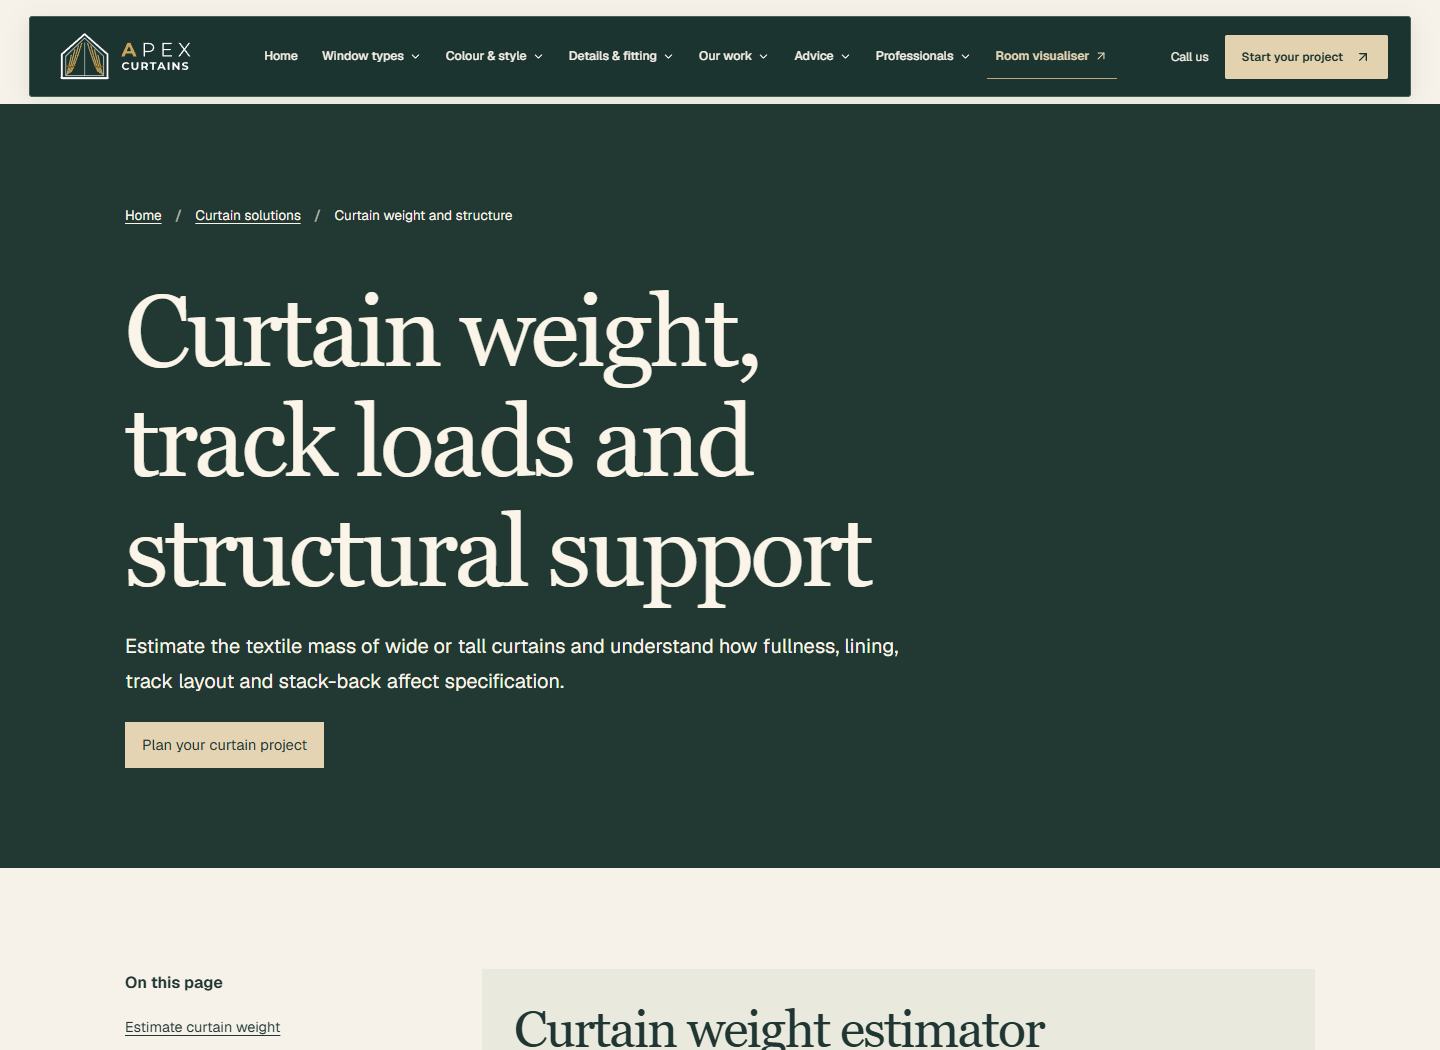 APEX
CURTAINS
Home
Window types
Colour & style
Details & fitting
Our work
Advice
Professionals
Room visualiser
Call us
Start your project
Home / Curtain solutions / Curtain weight and structure
Curtain weight,
track loads and
structural support
Estimate the textile mass of wide or tall curtains and understand how fullness, lining,
track layout and stack-back affect specification.
Plan your curtain project
On this page
Estimate curtain weight
Curtain weight estimator